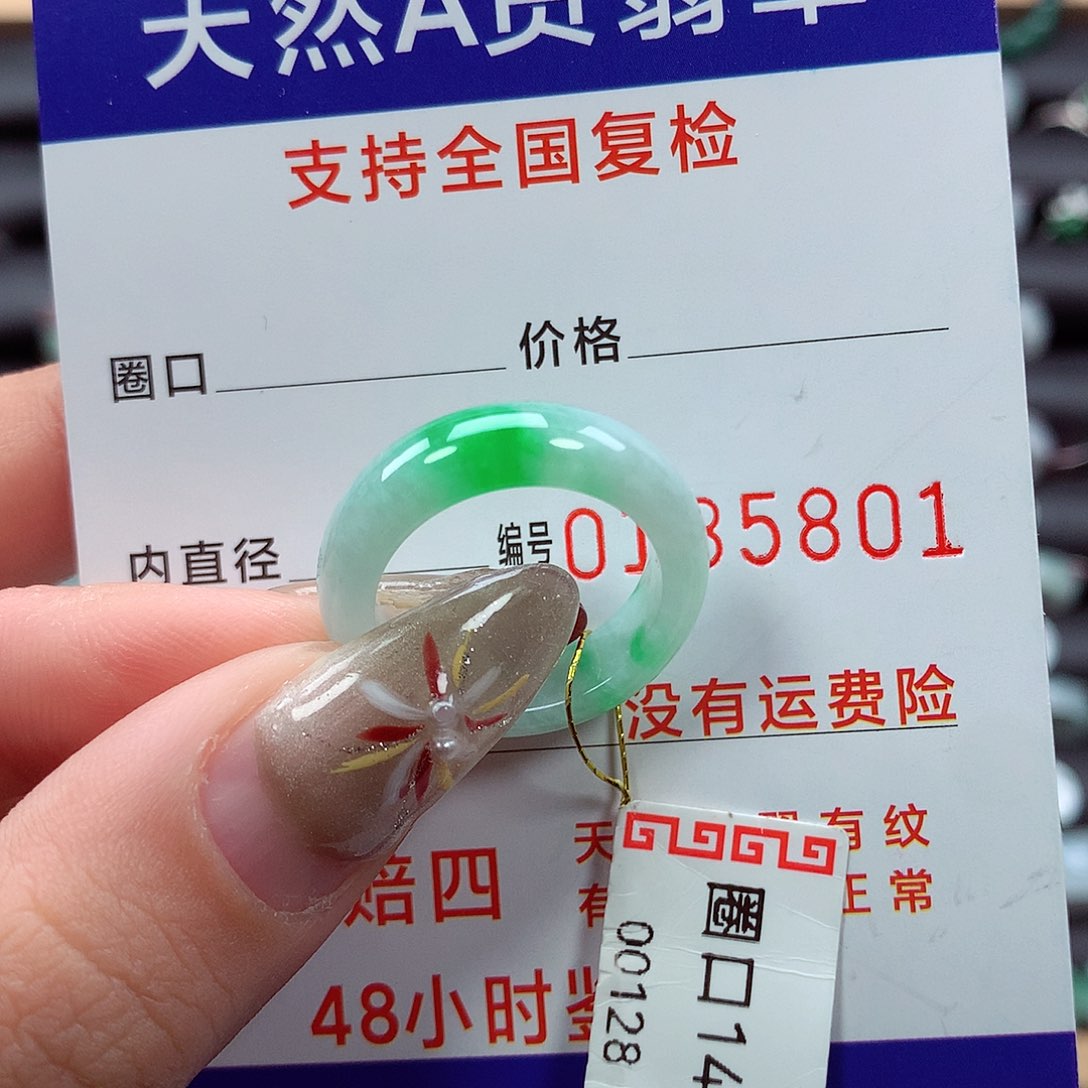 天然A货翡翠
支持全国复检
圈口 价格
内直径 编号 0135801
没有运费险
赔四
有纹
正常
48小时鉴
圈口14
00128